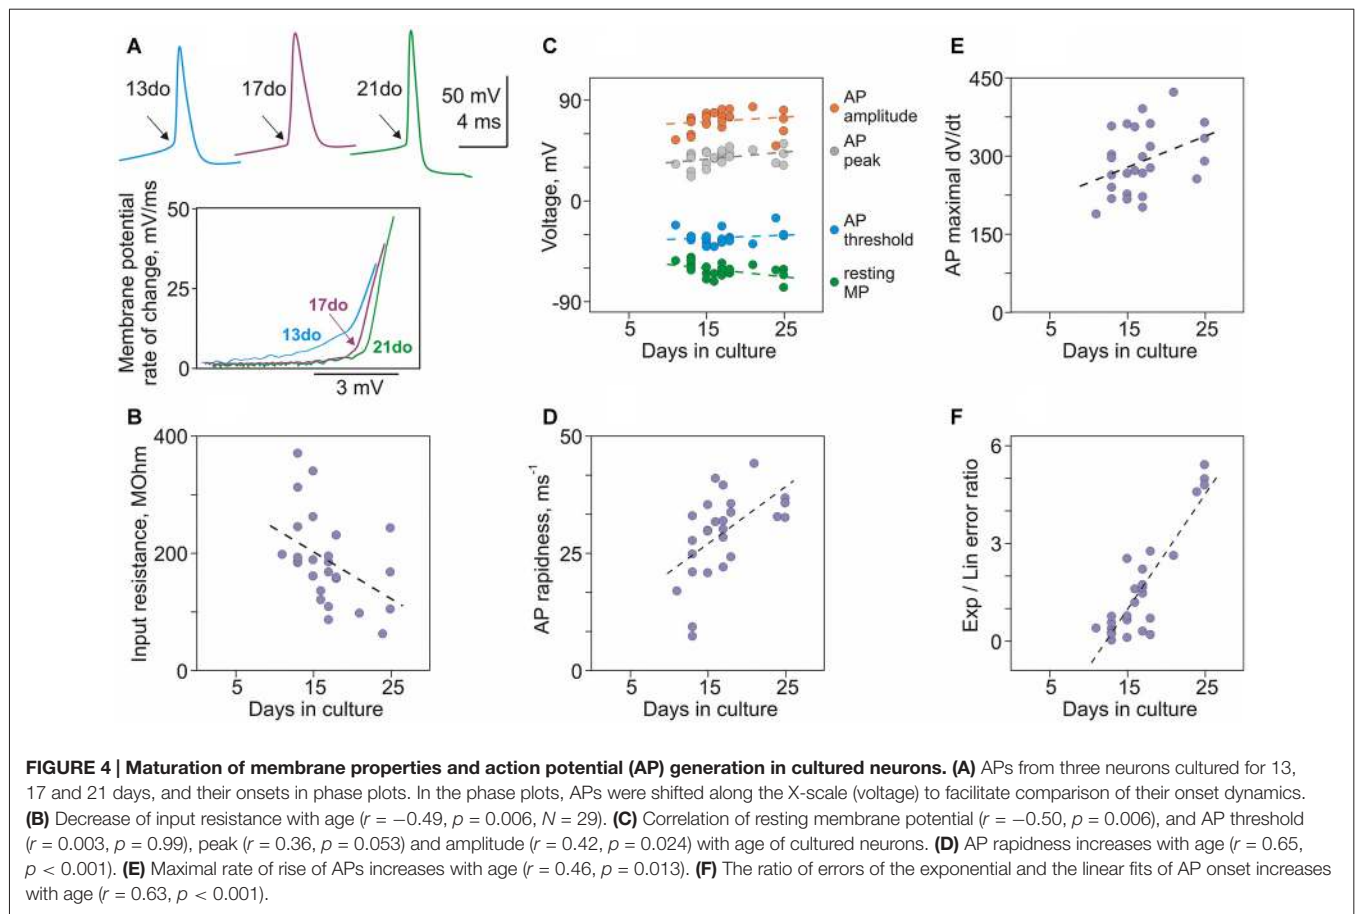 A
13do
17do
21do
50 mV
4 ms
Membrane potential
rate of change, mV/ms
50
25
0
17do
13do
21do
3 mV
C
Voltage, mV
90
0
-90
5 15 25
Days in culture
AP
amplitude
AP
peak
AP
threshold
resting
MP
E
AP maximal dV/dt
450
300
150
0
5 15 25
Days in culture
B
Input resistance, MOhm
400
200
0
5 15 25
Days in culture
D
AP rapidness, ms⁻¹
50
25
0
5 15 25
Days in culture
F
Exp / Lin error ratio
6
3
0
5 15 25
Days in culture
FIGURE 4 | Maturation of membrane properties and action potential (AP) generation in cultured neurons. (A) APs from three neurons cultured for 13,
17 and 21 days, and their onsets in phase plots. In the phase plots, APs were shifted along the X-scale (voltage) to facilitate comparison of their onset dynamics.
(B) Decrease of input resistance with age (r = −0.49, p = 0.006, N = 29). (C) Correlation of resting membrane potential (r = −0.50, p = 0.006), and AP threshold
(r = 0.003, p = 0.99), peak (r = 0.36, p = 0.053) and amplitude (r = 0.42, p = 0.024) with age of cultured neurons. (D) AP rapidness increases with age (r = 0.65,
p < 0.001). (E) Maximal rate of rise of APs increases with age (r = 0.46, p = 0.013). (F) The ratio of errors of the exponential and the linear fits of AP onset increases
with age (r = 0.63, p < 0.001).